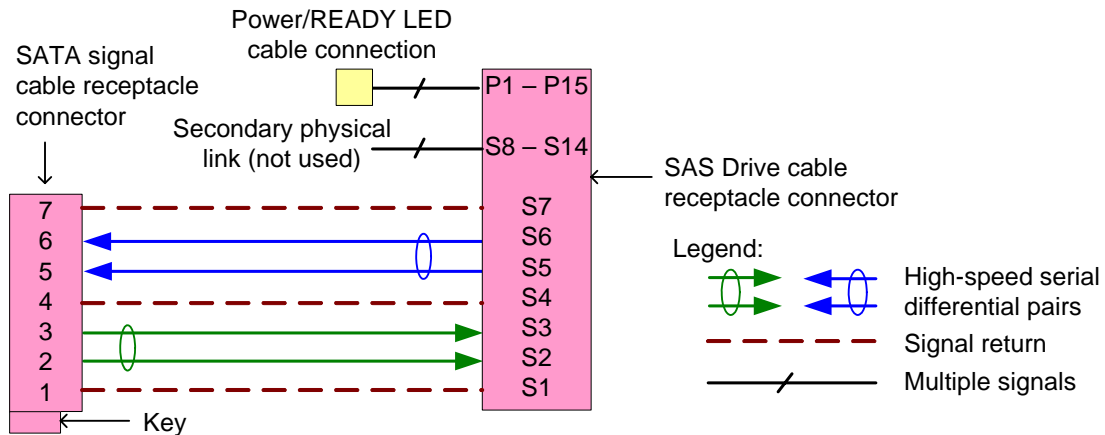 Power/READY LED
cable connection
SATA signal
cable receptacle
connector
P1 – P15
Secondary physical
link (not used)
S8 – S14
SAS Drive cable
receptacle connector
7
S7
6
S6
5
S5
4
S4
3
S3
2
S2
1
S1
Key
Legend:
High-speed serial
differential pairs
Signal return
Multiple signals